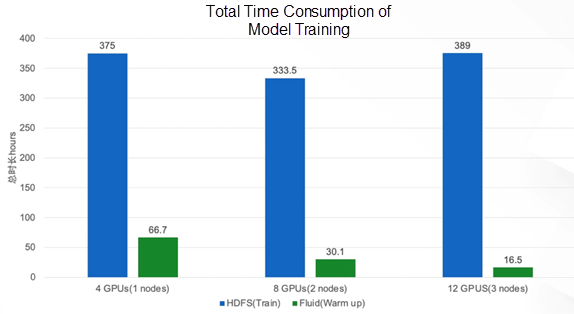 Total Time Consumption of
Model Training
总时长hours
400
350
300
250
200
150
100
50
0
375
66.7
333.5
30.1
389
16.5
4 GPUs(1 nodes)
8 GPUs(2 nodes)
12 GPUS(3 nodes)
HDFS(Train)
Fluid(Warm up)